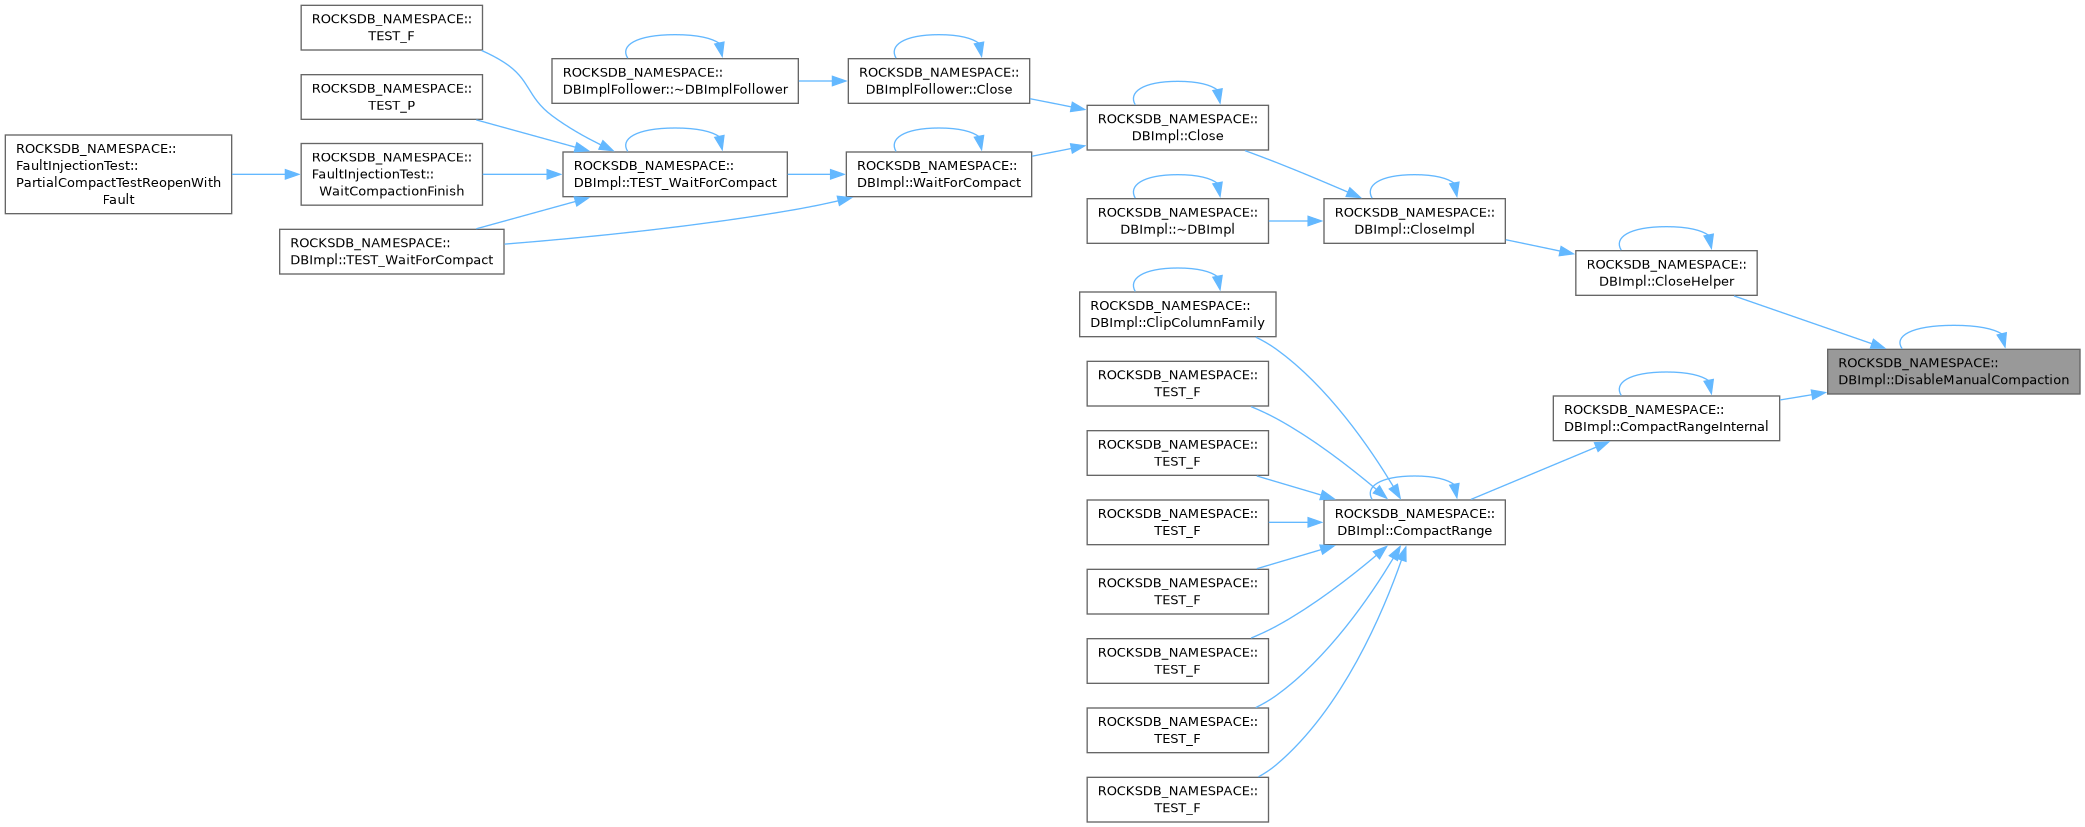 ROCKSDB_NAMESPACE::
TEST_F
ROCKSDB_NAMESPACE::
TEST_P
ROCKSDB_NAMESPACE::
FaultInjectionTest::
PartialCompactTestReopenWith
Fault
ROCKSDB_NAMESPACE::
FaultInjectionTest::
WaitCompactionFinish
ROCKSDB_NAMESPACE::
DBImpl::TEST_WaitForCompact
ROCKSDB_NAMESPACE::
DBImplFollower::~DBImplFollower
ROCKSDB_NAMESPACE::
DBImpl::TEST_WaitForCompact
ROCKSDB_NAMESPACE::
DBImplFollower::Close
ROCKSDB_NAMESPACE::
DBImpl::WaitForCompact
ROCKSDB_NAMESPACE::
DBImpl::Close
ROCKSDB_NAMESPACE::
DBImpl::~DBImpl
ROCKSDB_NAMESPACE::
DBImpl::ClipColumnFamily
ROCKSDB_NAMESPACE::
TEST_F
ROCKSDB_NAMESPACE::
TEST_F
ROCKSDB_NAMESPACE::
TEST_F
ROCKSDB_NAMESPACE::
TEST_F
ROCKSDB_NAMESPACE::
TEST_F
ROCKSDB_NAMESPACE::
TEST_F
ROCKSDB_NAMESPACE::
TEST_F
ROCKSDB_NAMESPACE::
DBImpl::CloseImpl
ROCKSDB_NAMESPACE::
DBImpl::CompactRange
ROCKSDB_NAMESPACE::
DBImpl::CloseHelper
ROCKSDB_NAMESPACE::
DBImpl::CompactRangeInternal
ROCKSDB_NAMESPACE::
DBImpl::DisableManualCompaction